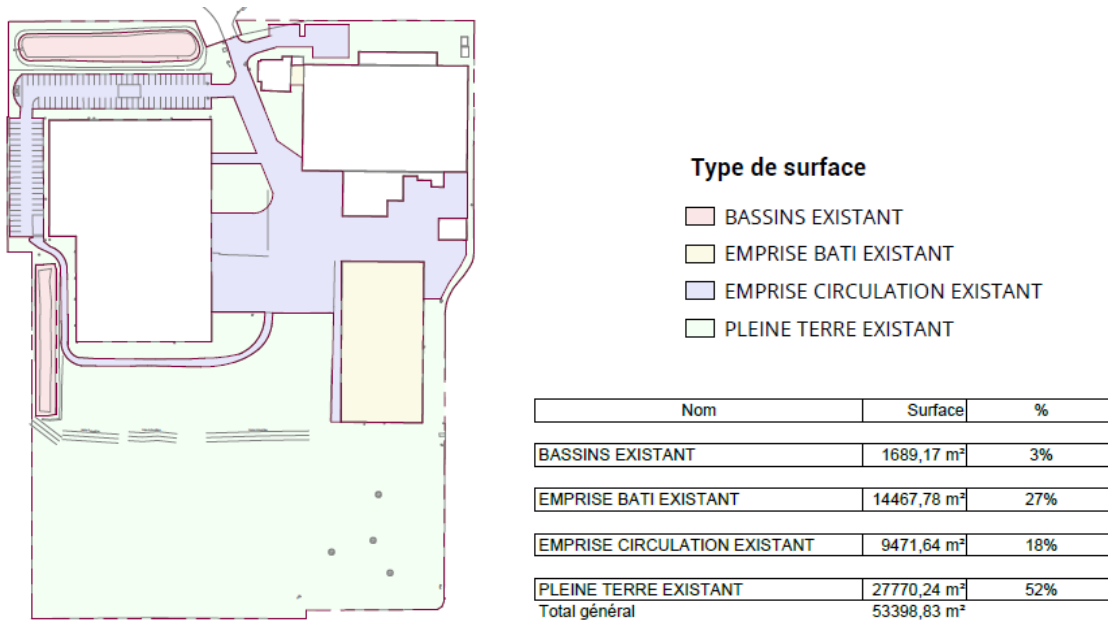 Type de surface
BASSINS EXISTANT
EMPRISE BATI EXISTANT
EMPRISE CIRCULATION EXISTANT
PLEINE TERRE EXISTANT
Nom Surface %
BASSINS EXISTANT 1689,17 m² 3%
EMPRISE BATI EXISTANT 14467,78 m² 27%
EMPRISE CIRCULATION EXISTANT 9471,64 m² 18%
PLEINE TERRE EXISTANT 27770,24 m² 52%
Total général 53398,83 m²